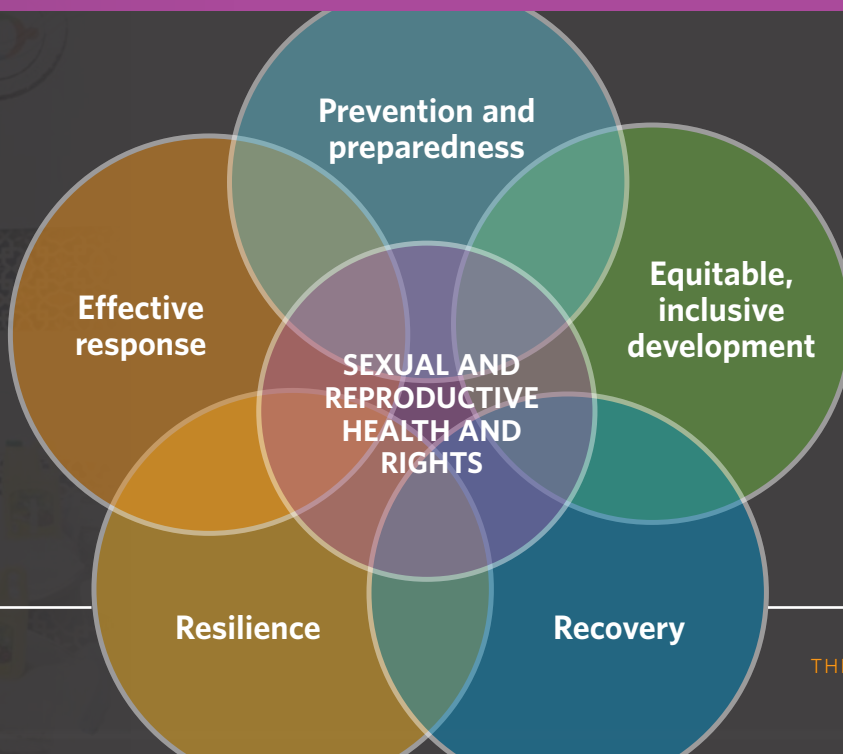 Prevention and
preparedness
Equitable,
inclusive
development
Effective
response
SEXUAL AND
REPRODUCTIVE
HEALTH AND
RIGHTS
Resilience
Recovery